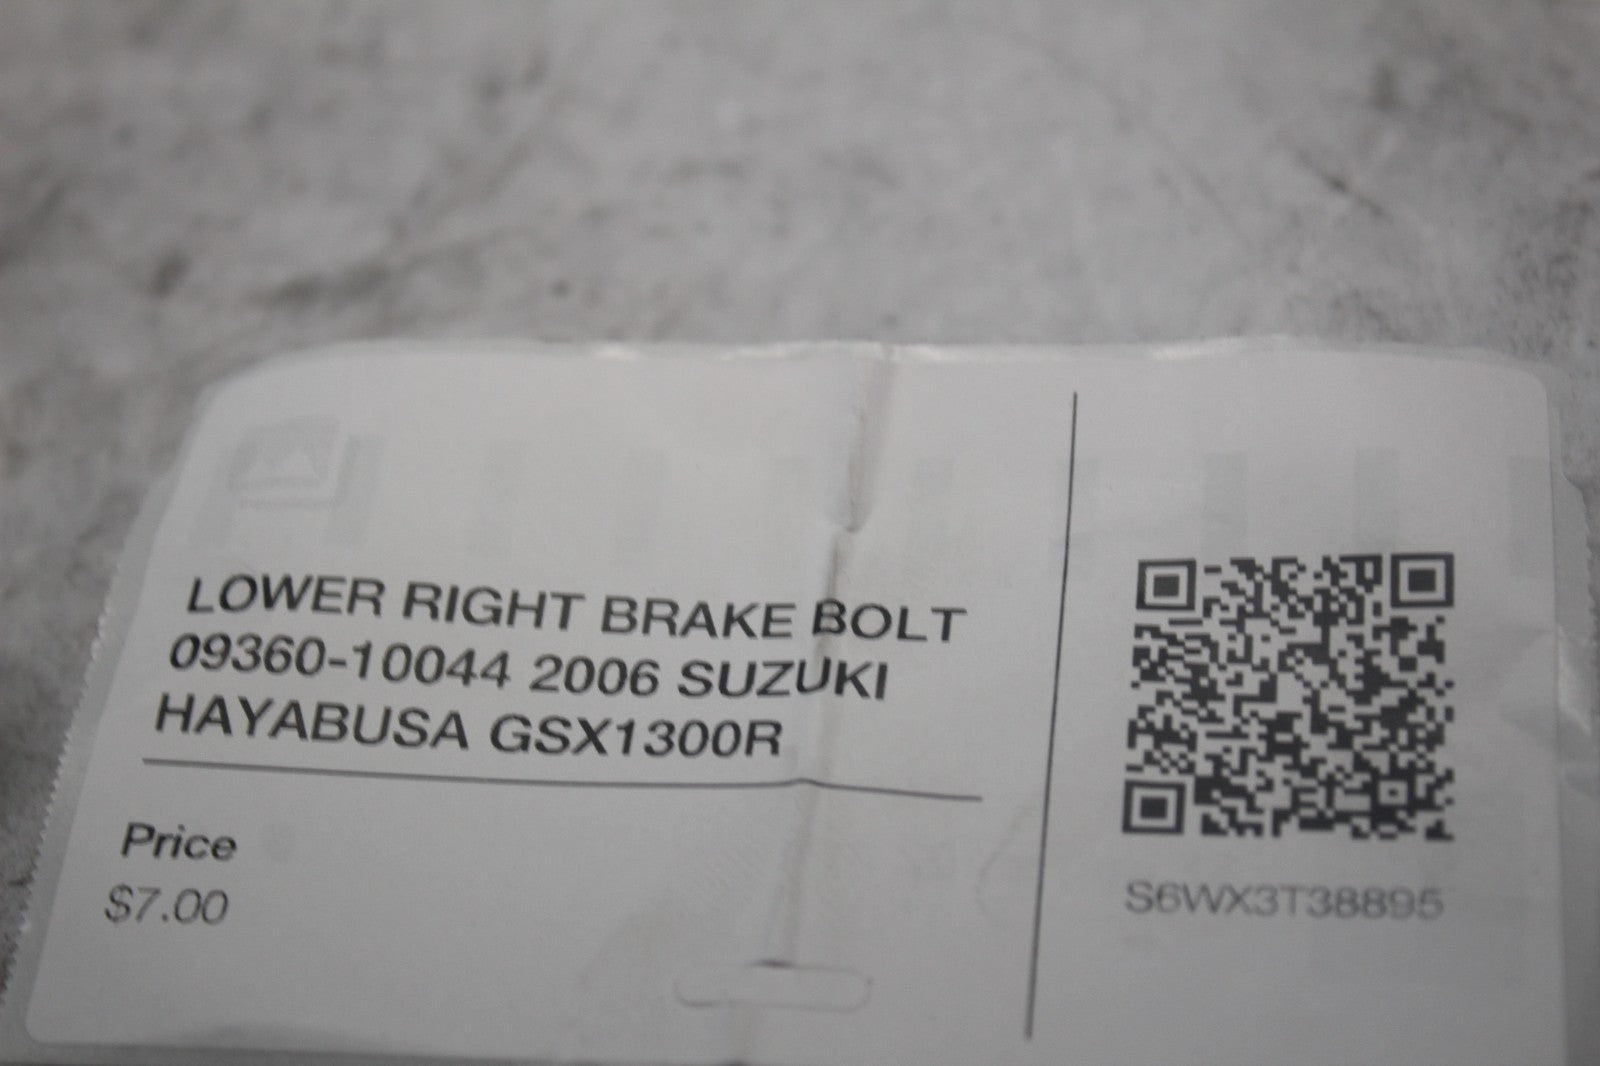 LOWER RIGHT BRAKE BOLT
09360-10044 2006 SUZUKI
HAYABUSA GSX1300R
Price
$7.00
S6WX3T38895